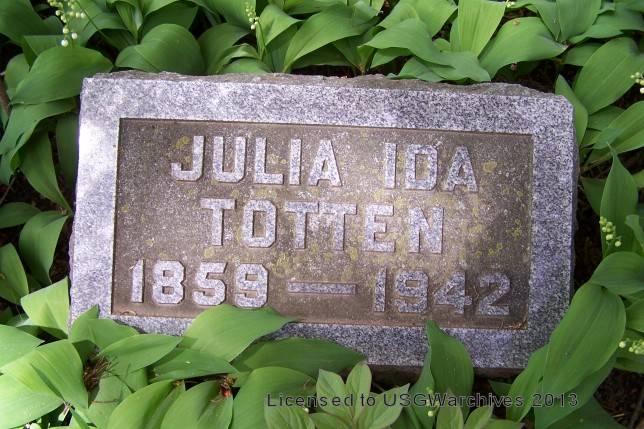 JULIA IDA
TOTTEN
1859 — 1942
Licensed to USGWarchives 2013